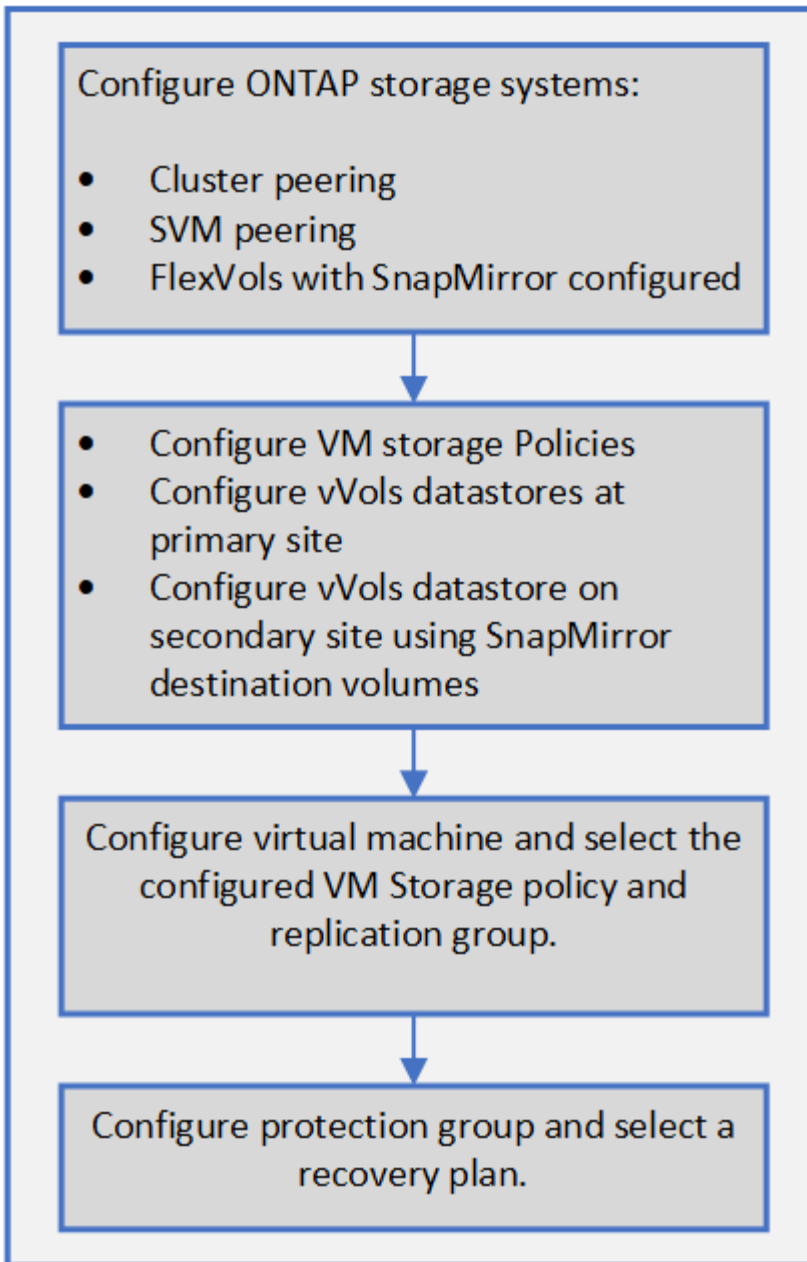 Configure ONTAP storage systems:
• Cluster peering
• SVM peering
• FlexVols with SnapMirror configured
• Configure VM storage Policies
• Configure vVols datastores at
primary site
• Configure vVols datastore on
secondary site using SnapMirror
destination volumes
Configure virtual machine and select the
configured VM Storage policy and
replication group.
Configure protection group and select a
recovery plan.